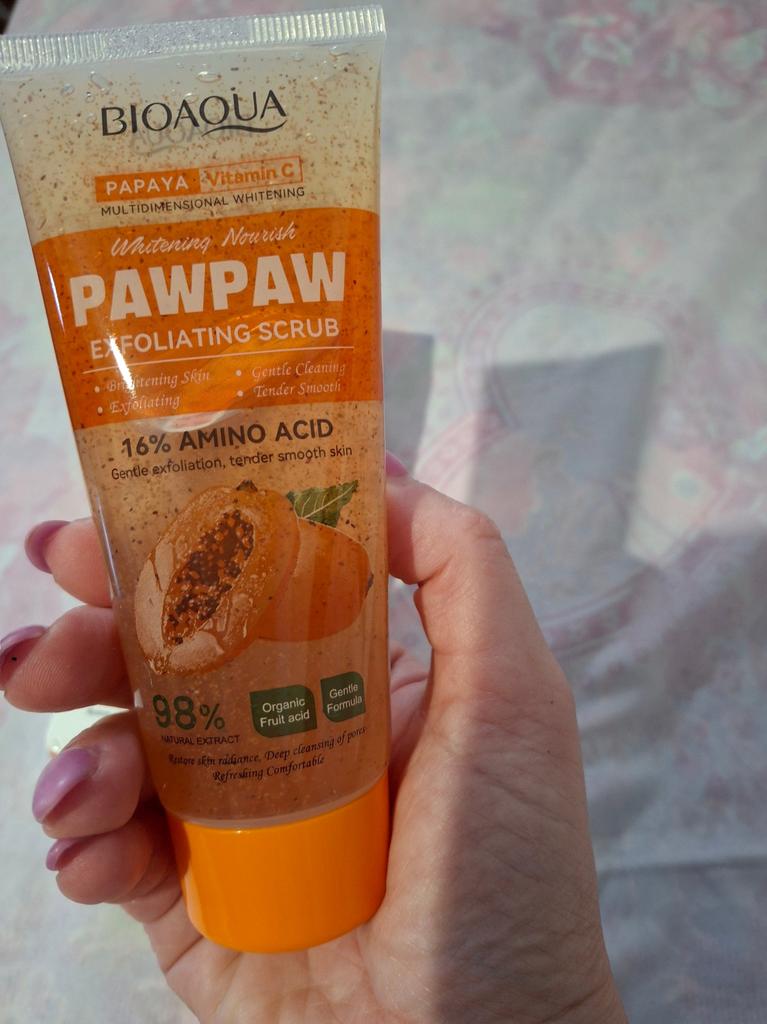 BIOAQUA
PAPAYA Vitamin C
MULTIDIMENSIONAL WHITENING
Whitening Nourish
PAWPAW
EXFOLIATING SCRUB
• Brightening Skin • Gentle Cleaning
• Exfoliating • Tender Smooth
16% AMINO ACID
Gentle exfoliation, tender smooth skin
98%
NATURAL EXTRACT
Organic
Fruit acid
Gentle
Formula
Restore skin radiance, Deep cleansing of pores
Refreshing Comfortable